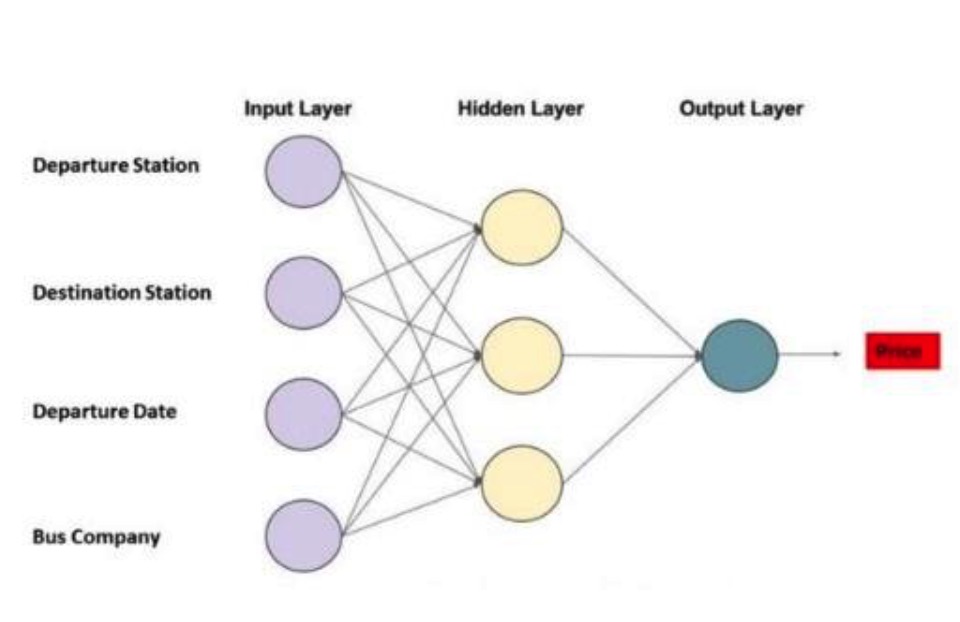 Input Layer
Hidden Layer
Output Layer
Departure Station
Destination Station
Departure Date
Bus Company
Price